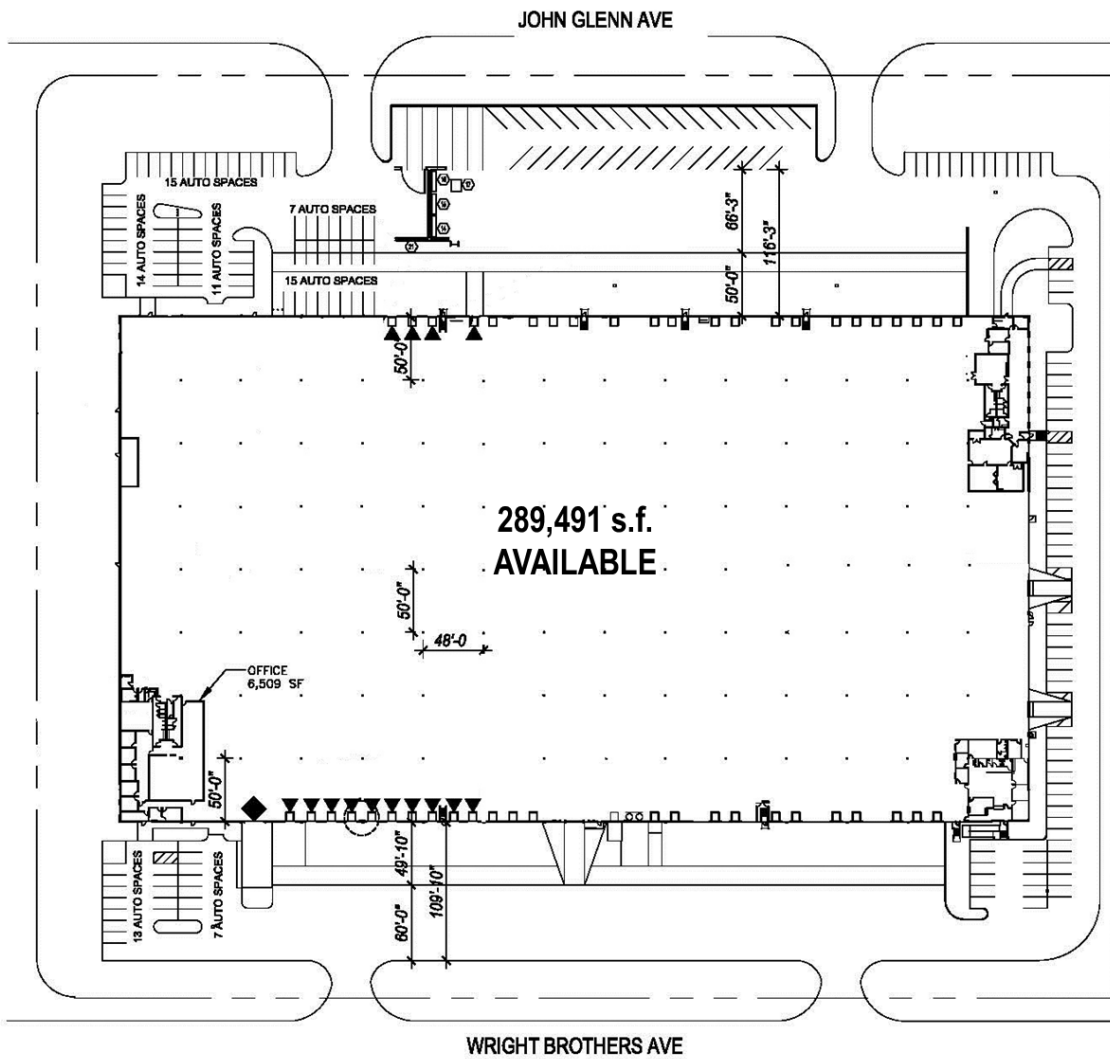 JOHN GLENN AVE
15 AUTO SPACES
14 AUTO SPACES
11 AUTO SPACES
7 AUTO SPACES
15 AUTO SPACES
66'-3"
116'-3"
50'-0"
50'-0"
289,491 s.f.
AVAILABLE
50'-0"
48'-0
OFFICE
6,509 SF
50'-0"
13 AUTO SPACES
7 AUTO SPACES
49'-10"
109'-10"
60'-0"
WRIGHT BROTHERS AVE